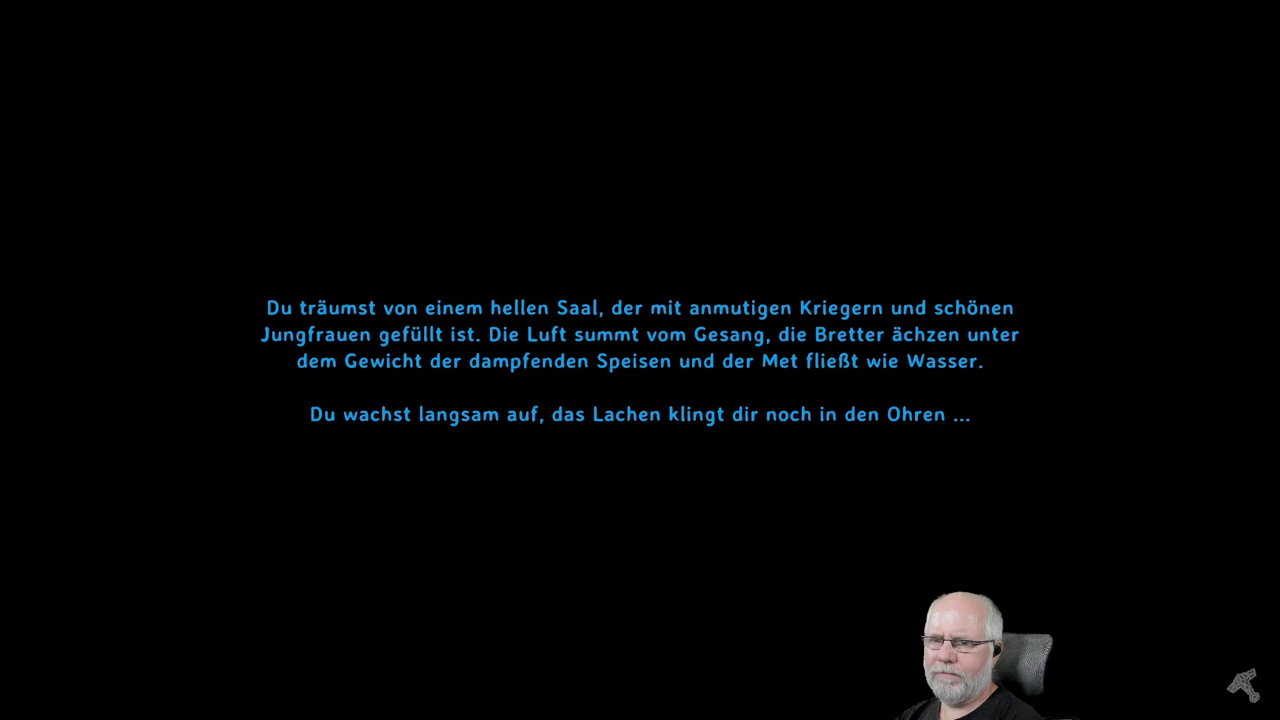 Du träumst von einem hellen Saal, der mit anmutigen Kriegern und schönen
Jungfrauen gefüllt ist. Die Luft summt vom Gesang, die Bretter ächzen unter
dem Gewicht der dampfenden Speisen und der Met fließt wie Wasser.
Du wachst langsam auf, das Lachen klingt dir noch in den Ohren ...